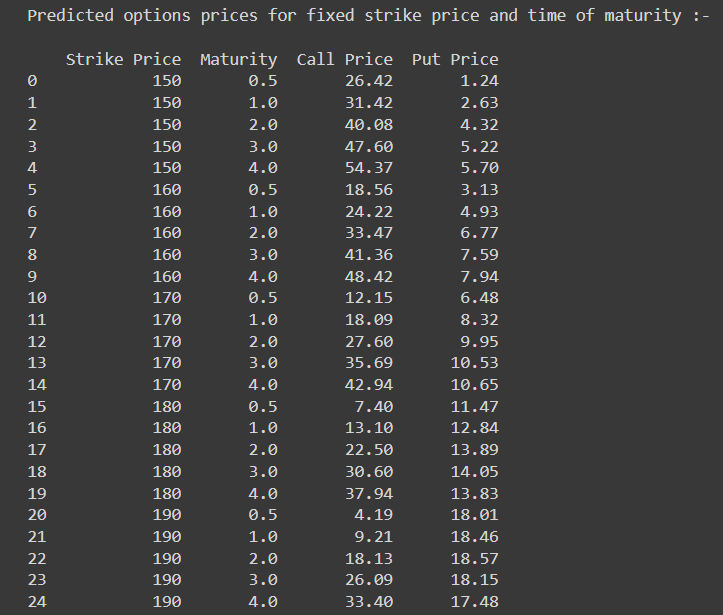 Predicted options prices for fixed strike price and time of maturity :-
Strike Price Maturity Call Price Put Price
0 150 0.5 26.42 1.24
1 150 1.0 31.42 2.63
2 150 2.0 40.08 4.32
3 150 3.0 47.60 5.22
4 150 4.0 54.37 5.70
5 160 0.5 18.56 3.13
6 160 1.0 24.22 4.93
7 160 2.0 33.47 6.77
8 160 3.0 41.36 7.59
9 160 4.0 48.42 7.94
10 170 0.5 12.15 6.48
11 170 1.0 18.09 8.32
12 170 2.0 27.60 9.95
13 170 3.0 35.69 10.53
14 170 4.0 42.94 10.65
15 180 0.5 7.40 11.47
16 180 1.0 13.10 12.84
17 180 2.0 22.50 13.89
18 180 3.0 30.60 14.05
19 180 4.0 37.94 13.83
20 190 0.5 4.19 18.01
21 190 1.0 9.21 18.46
22 190 2.0 18.13 18.57
23 190 3.0 26.09 18.15
24 190 4.0 33.40 17.48